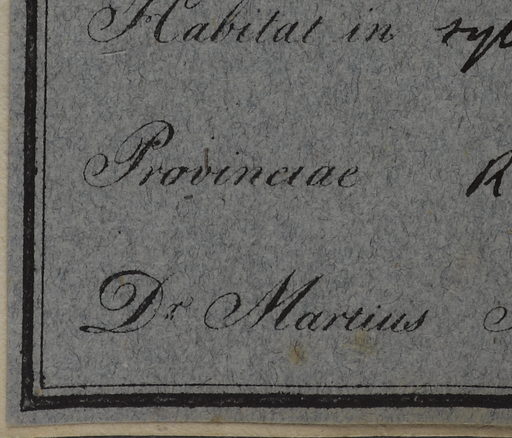 Habitat in
Provinciae R
Dr Martius